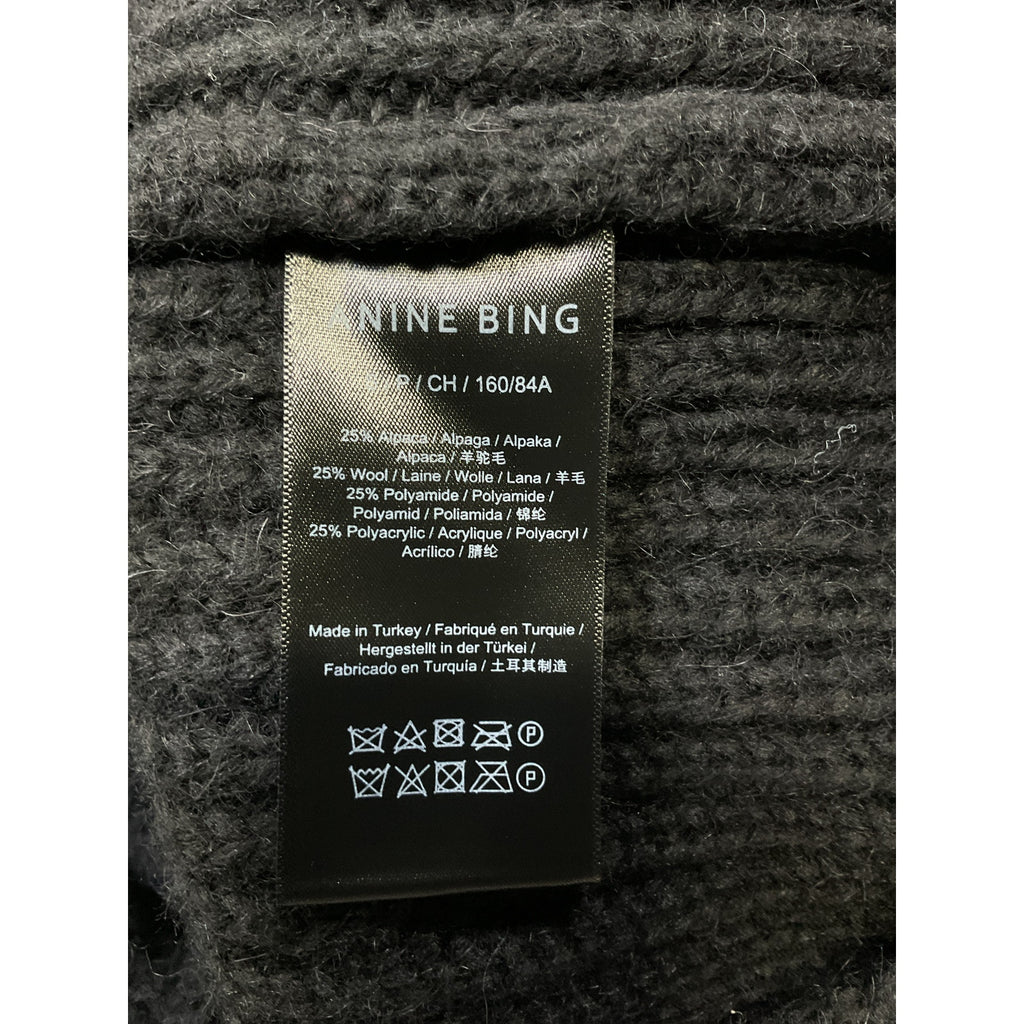 ANINE BING
P / CH / 160/84A
25% Alpaca / Alpaga / Alpaka /
Alpaca / 羊驼毛
25% Wool / Laine / Wolle / Lana / 羊毛
25% Polyamide / Polyamide /
Polyamid / Poliamida / 锦纶
25% Polyacrylic / Acrylique / Polyacryl /
Acrílico / 腈纶
Made in Turkey / Fabriqué en Turquie /
Hergestellt in der Türkei /
Fabricado en Turquía / 土耳其制造
P
P